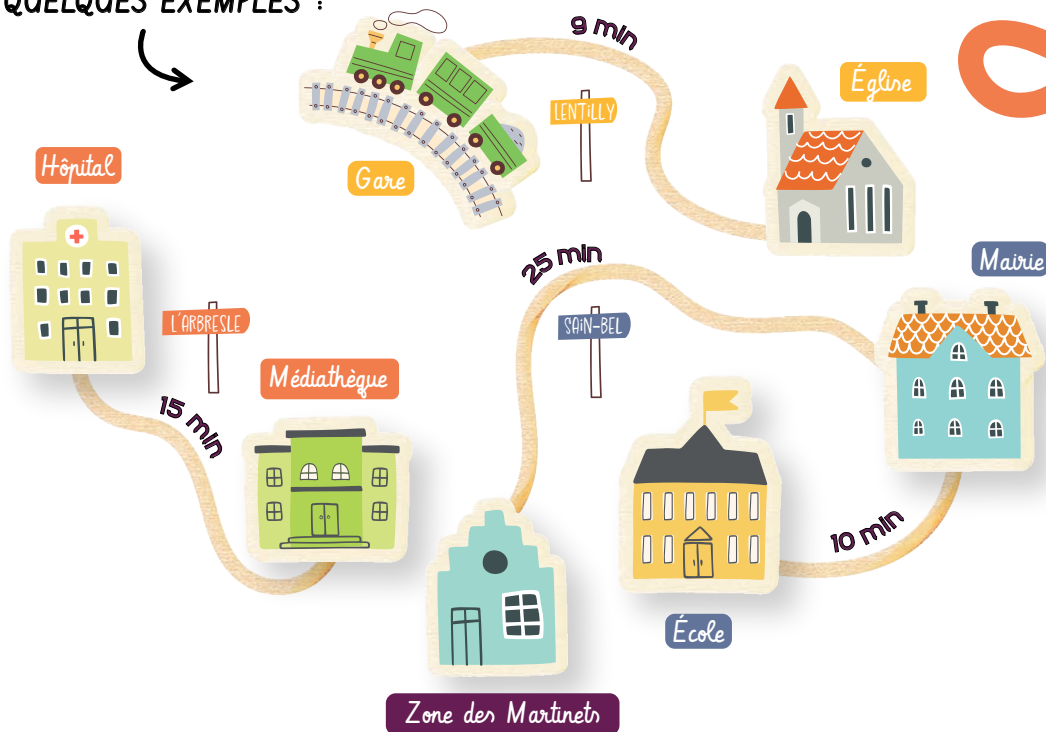 QUELQUES EXEMPLES :
9 min
Église
LENTILLY
Gare
Hôpital
25 min
Mairie
L'ARBRESLE
SAIN-BEL
Médiathèque
15 min
10 min
École
Zone des Martinets